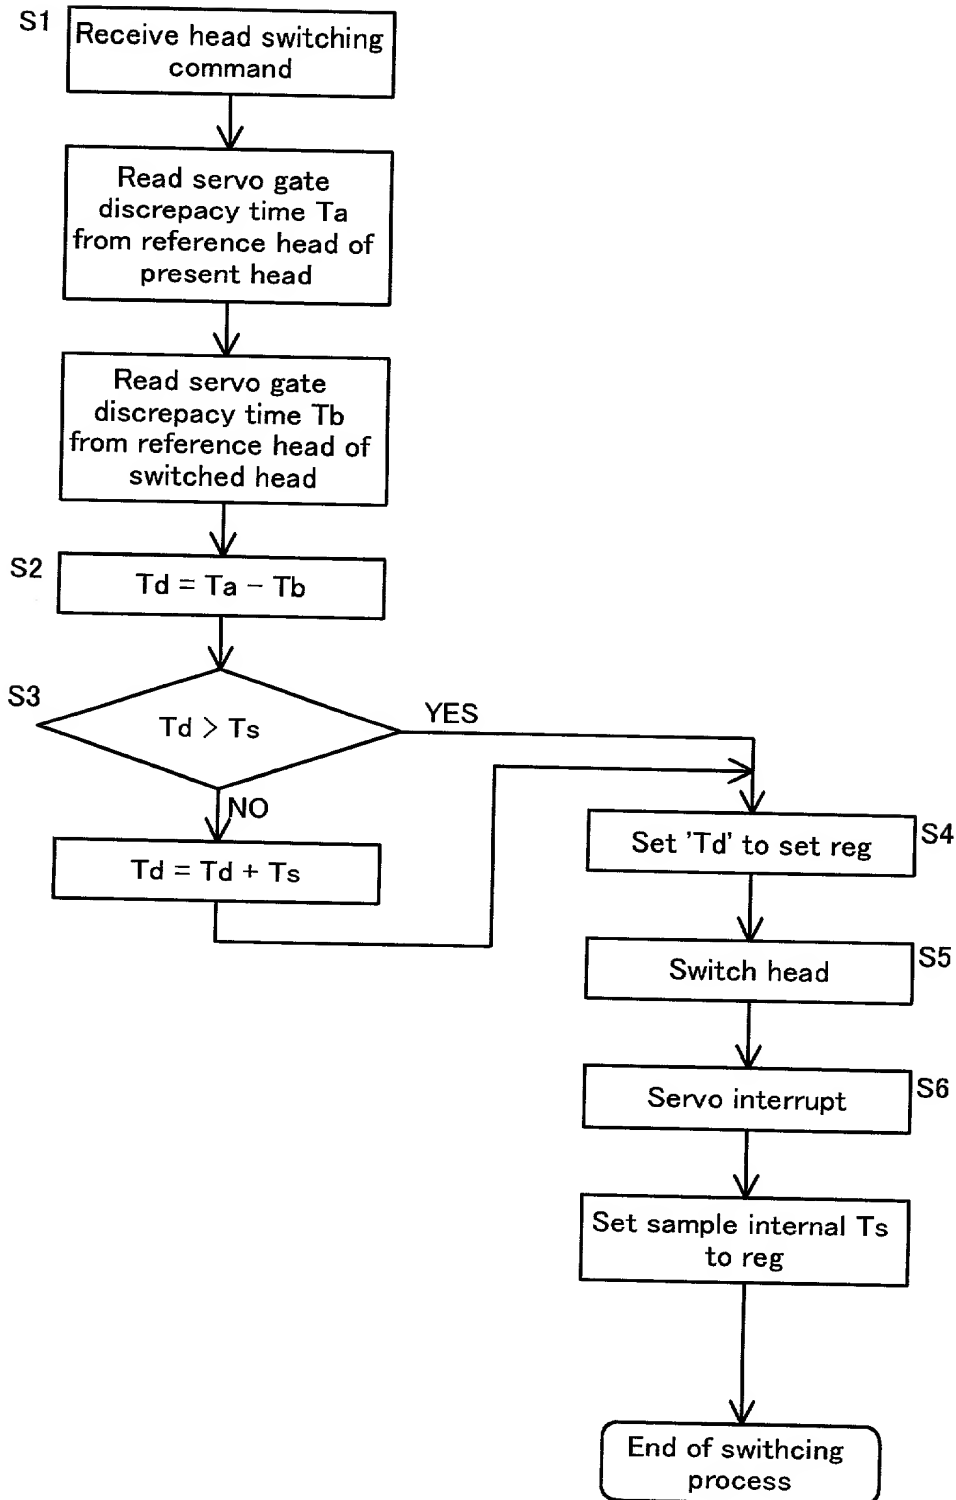 S1
Receive head switching
command
Read servo gate
discrepacy time Ta
from reference head of
present head
Read servo gate
discrepacy time Tb
from reference head of
switched head
S2
Td = Ta − Tb
S3
Td > Ts
YES
NO
Td = Td + Ts
Set 'Td' to set reg
S4
Switch head
S5
Servo interrupt
S6
Set sample internal Ts
to reg
End of swithcing
process